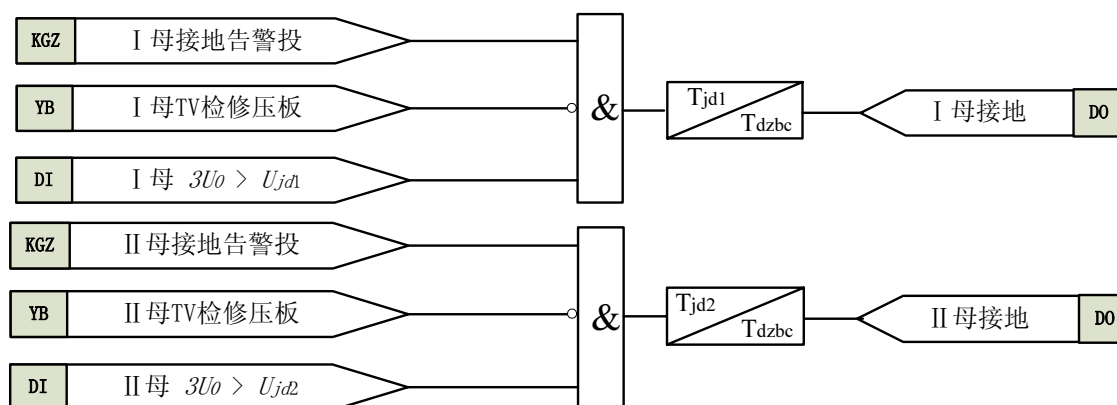 KGZ Ⅰ母接地告警投
YB Ⅰ母TV检修压板
& Tjd1 Tdzbc Ⅰ母接地 DO
DI Ⅰ母 3U0 > Ujd1
KGZ Ⅱ母接地告警投
YB Ⅱ母TV检修压板
& Tjd2 Tdzbc Ⅱ母接地 DO
DI Ⅱ母 3U0 > Ujd2